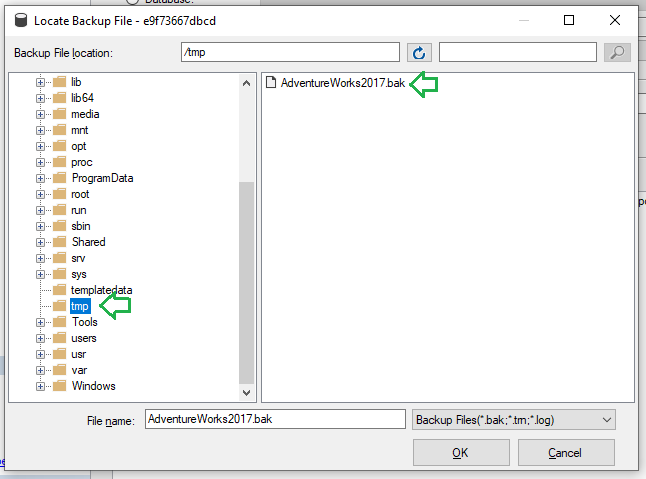 Database:
Locate Backup File - e9f73667dbcd
Backup File location:
/tmp
lib
lib64
media
mnt
opt
proc
ProgramData
root
run
sbin
Shared
srv
sys
templatedata
tmp
Tools
users
usr
var
Windows
AdventureWorks2017.bak
File name:
AdventureWorks2017.bak
Backup Files(*.bak;*.trn;*.log)
OK
Cancel